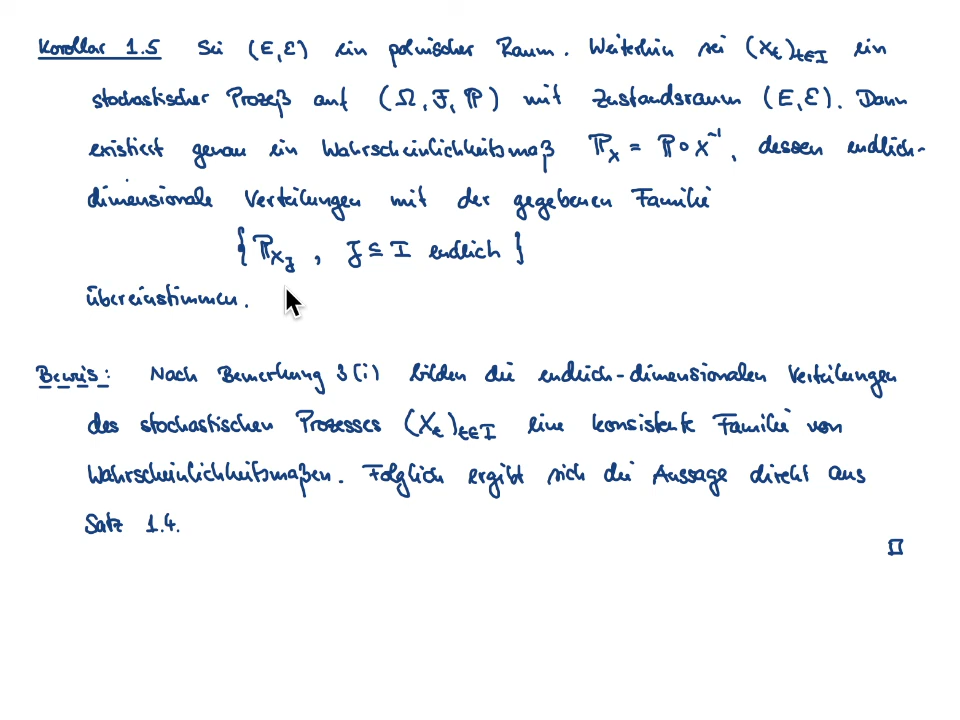 Korollar 1.5 Sei (E,ℰ) ein polnischer Raum. Weiterhin sei (X_t)_{t∈I} ein
stochastischer Prozeß auf (Ω, ℱ, ℙ) mit Zustandsraum (E,ℰ). Dann
existiert genau ein Wahrscheinlichkeitsmaß ℙ_X = ℙ∘X^{-1}, dessen endlich-
dimensionale Verteilungen mit der gegebenen Familie
{ ℙ_{X_J} , J ⊆ I endlich }
übereinstimmen.
Beweis: Nach Bemerkung 3(i) bilden die endlich-dimensionalen Verteilungen
des stochastischen Prozesses (X_t)_{t∈I} eine konsistente Familie von
Wahrscheinlichkeitsmaßen. Folglich ergibt sich die Aussage direkt aus
Satz 1.4.
□